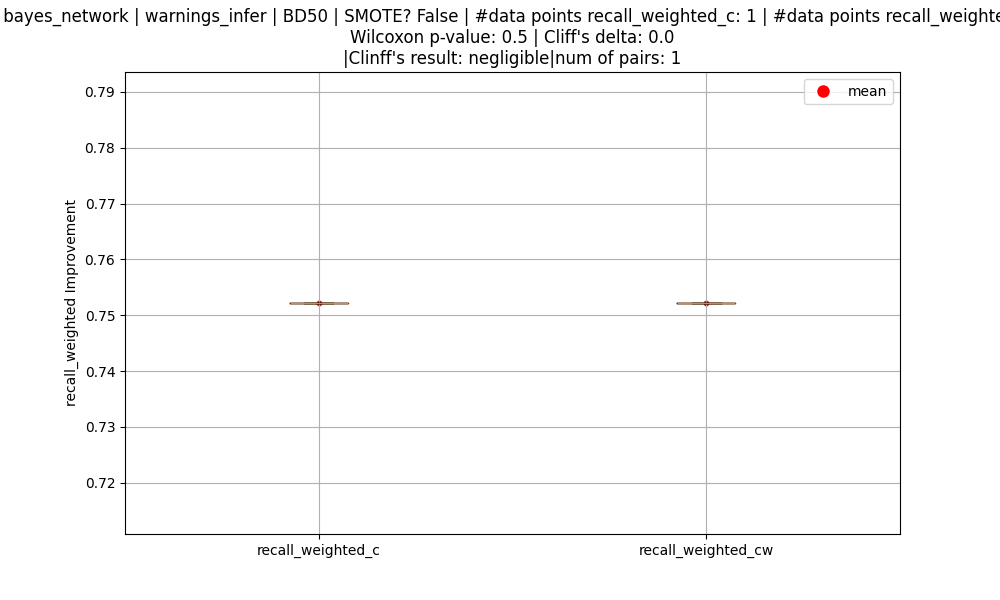 bayes_network | warnings_infer | BD50 | SMOTE? False | #data points recall_weighted_c: 1 | #data points
Wilcoxon p-value: 0.5 | Cliff's delta: 0.0
|Clinff's result: negligible|num of pairs: 1
mean
0.79
0.78
0.77
0.76
0.75
0.74
0.73
0.72
recall_weighted Improvement
recall_weighted_c
recall_weighted_cw